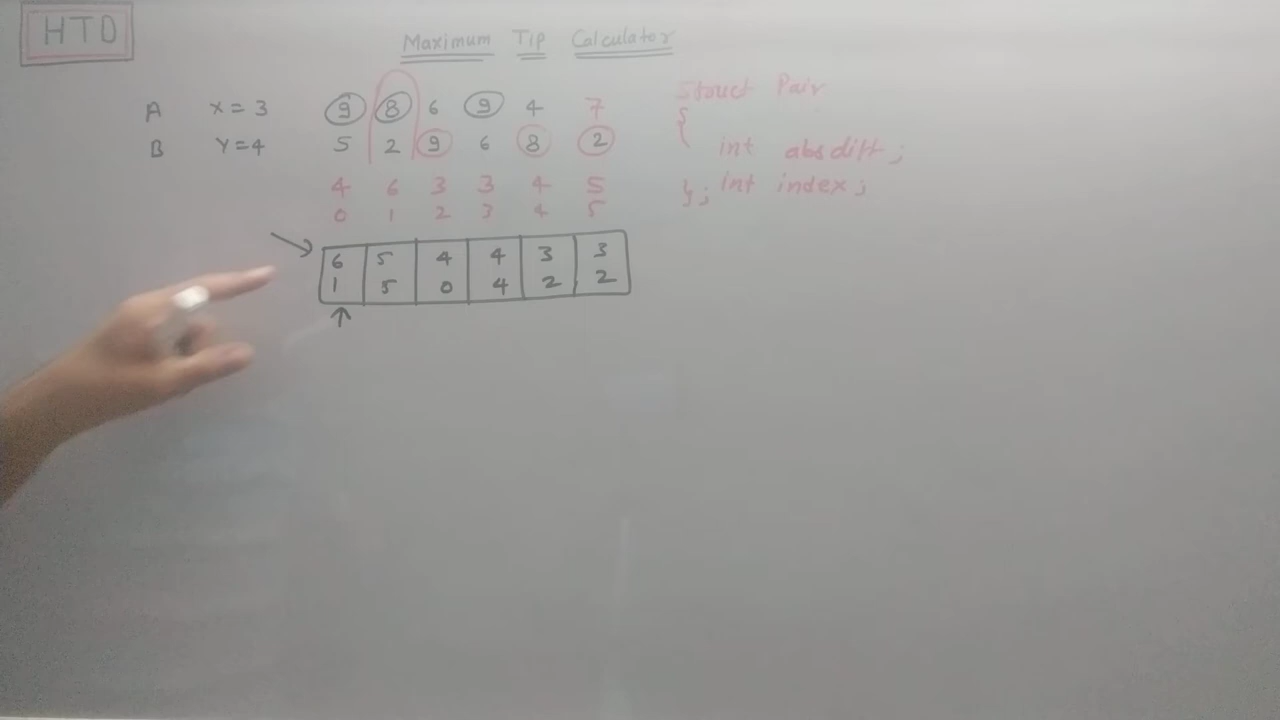 HTD
Maximum Tip Calculator
A X = 3 9 8 6 9 4 7
B Y = 4 5 2 9 6 8 2
4 6 3 3 4 5
0 1 2 3 4 5
6 5 4 4 3 3
1 5 0 4 2 2
Struct Pair
{
int absdiff;
}; int index;